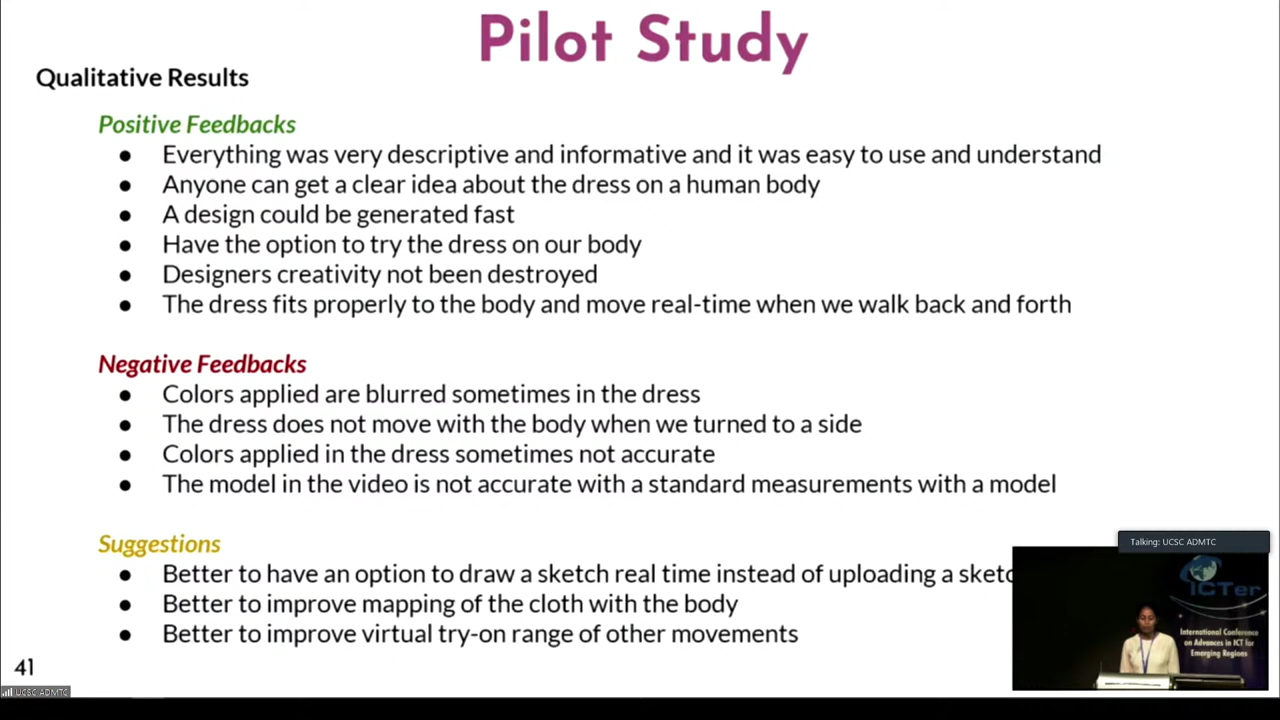 Pilot Study
Qualitative Results
Positive Feedbacks
● Everything was very descriptive and informative and it was easy to use and understand
● Anyone can get a clear idea about the dress on a human body
● A design could be generated fast
● Have the option to try the dress on our body
● Designers creativity not been destroyed
● The dress fits properly to the body and move real-time when we walk back and forth
Negative Feedbacks
● Colors applied are blurred sometimes in the dress
● The dress does not move with the body when we turned to a side
● Colors applied in the dress sometimes not accurate
● The model in the video is not accurate with a standard measurements with a model
Suggestions
● Better to have an option to draw a sketch real time instead of uploading a sketc
● Better to improve mapping of the cloth with the body
● Better to improve virtual try-on range of other movements
41
UCSC ADMTC
Talking: UCSC ADMTC
ICTer
International Conference
on Advances in ICT for
Emerging Regions